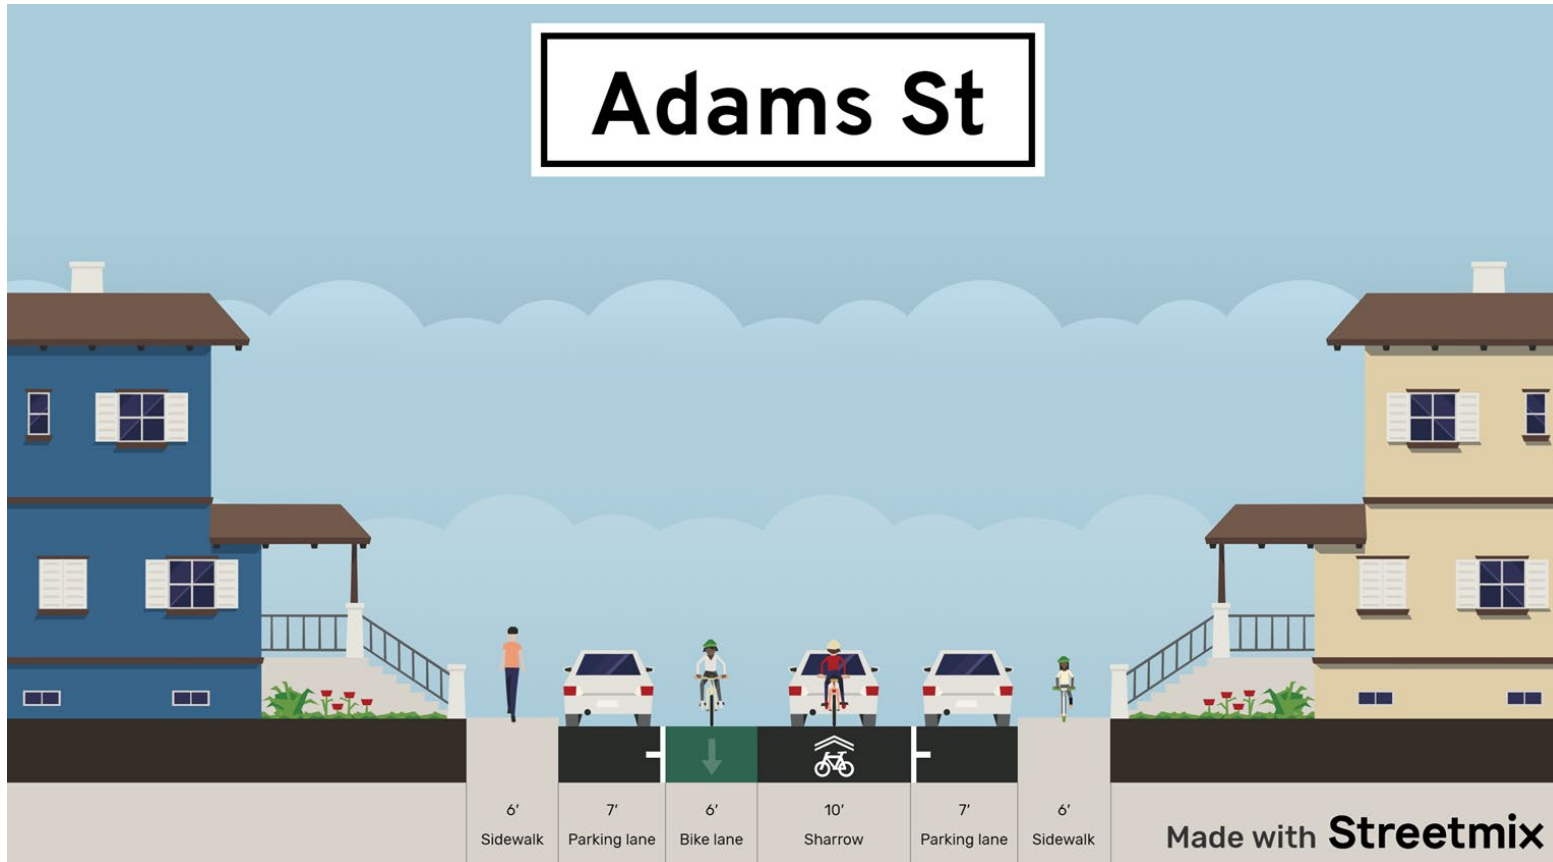 Adams St
6′ 7′ 6′ 10′ 7′ 6′
Sidewalk Parking lane Bike lane Sharrow Parking lane Sidewalk
Made with Streetmix